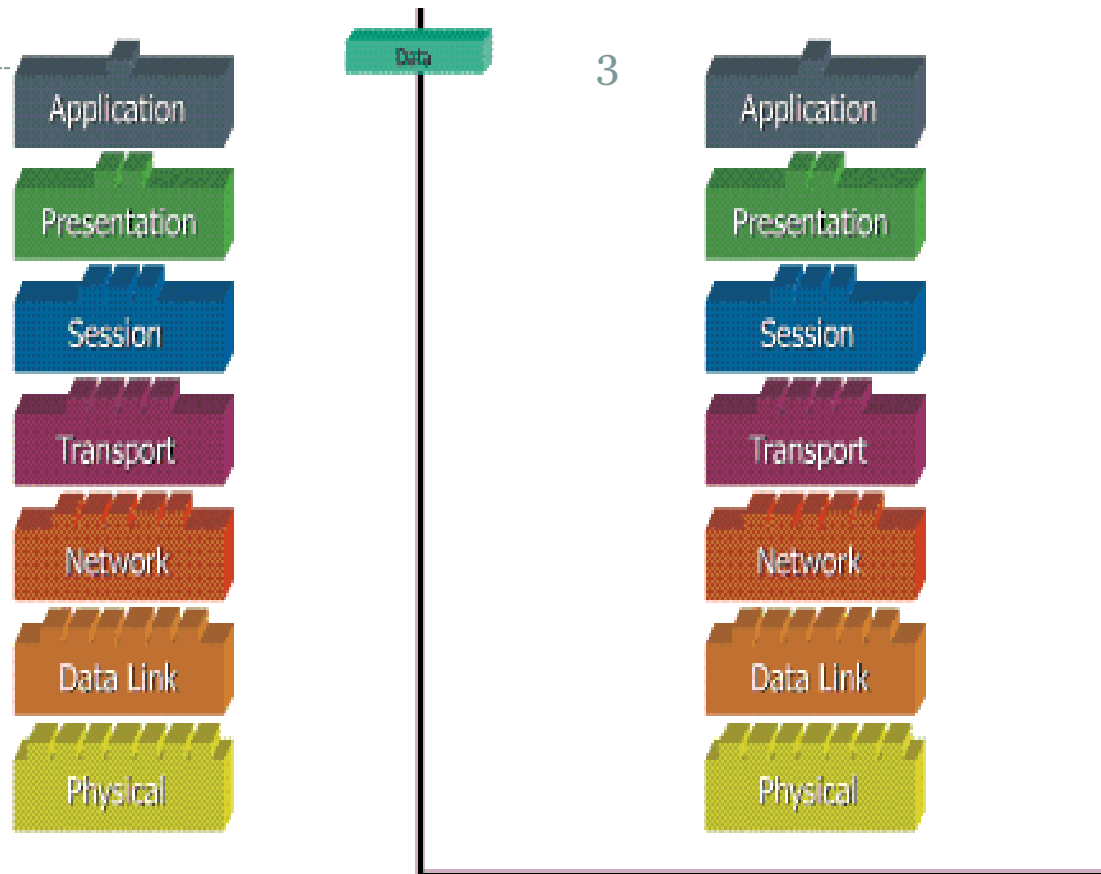 Data
3
Application
Presentation
Session
Transport
Network
Data Link
Physical
Application
Presentation
Session
Transport
Network
Data Link
Physical